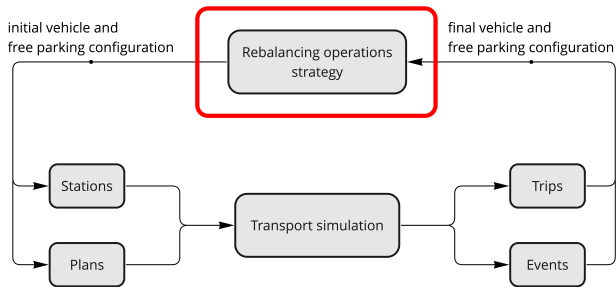 initial vehicle and
free parking configuration
Rebalancing operations
strategy
final vehicle and
free parking configuration
Stations
Plans
Transport simulation
Trips
Events